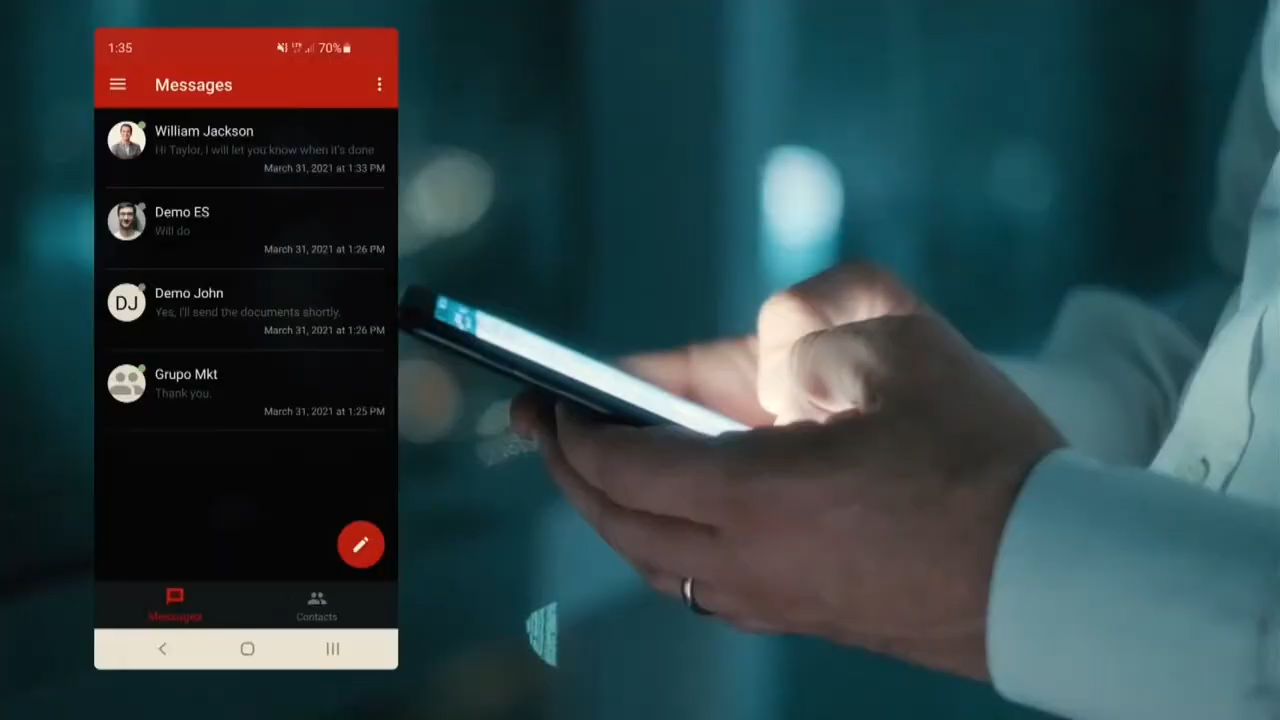 1:35 LTE 70%
Messages
William Jackson
Hi Taylor, I will let you know when it's done
March 31, 2021 at 1:33 PM
Demo ES
Will do
March 31, 2021 at 1:26 PM
DJ
Demo John
Yes, I'll send the documents shortly.
March 31, 2021 at 1:26 PM
Grupo Mkt
Thank you.
March 31, 2021 at 1:25 PM
Messages Contacts